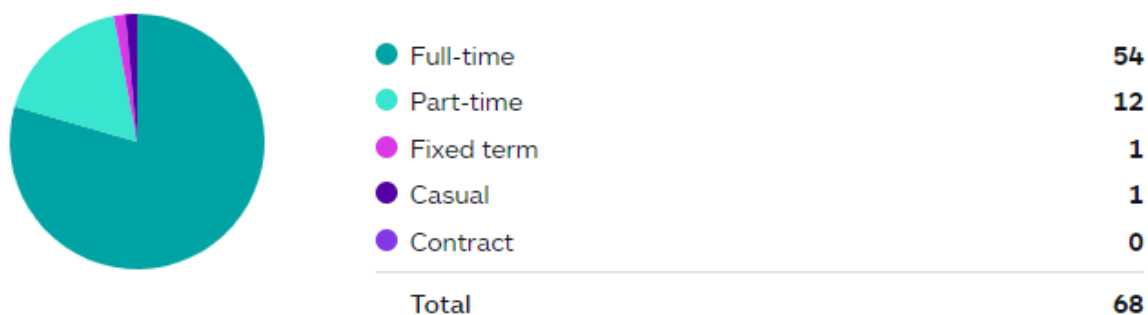 Full-time 54
Part-time 12
Fixed term 1
Casual 1
Contract 0
Total 68